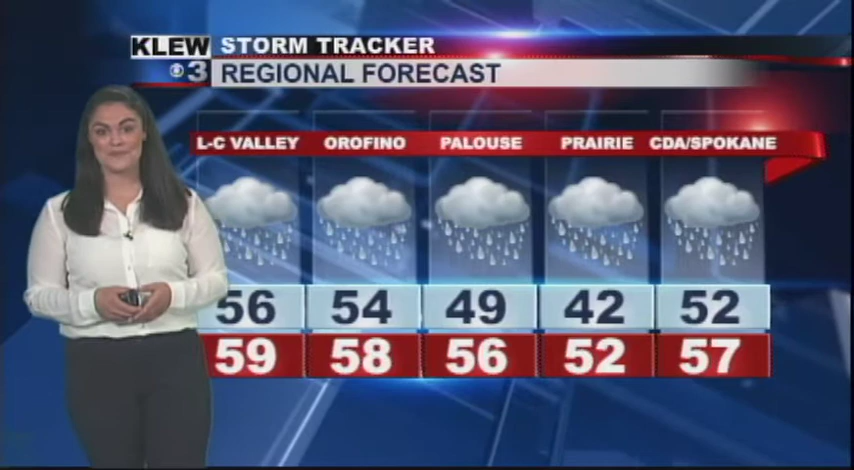 KLEW STORM TRACKER
3 REGIONAL FORECAST
L-C VALLEY OROFINO PALOUSE PRAIRIE CDA/SPOKANE
56 54 49 42 52
59 58 56 52 57